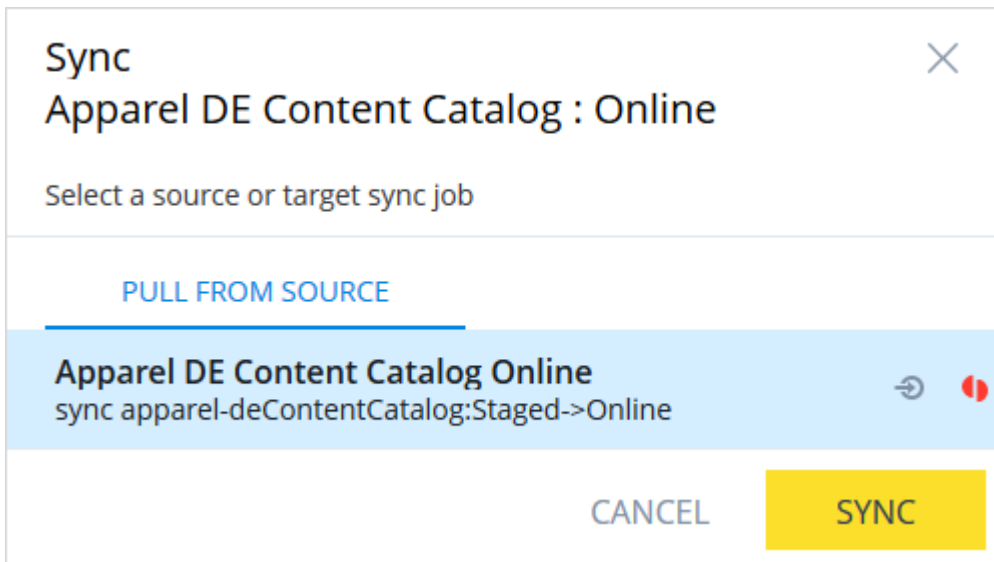 Sync
Apparel DE Content Catalog : Online
Select a source or target sync job
PULL FROM SOURCE
Apparel DE Content Catalog Online
sync apparel-deContentCatalog:Staged->Online
CANCEL
SYNC